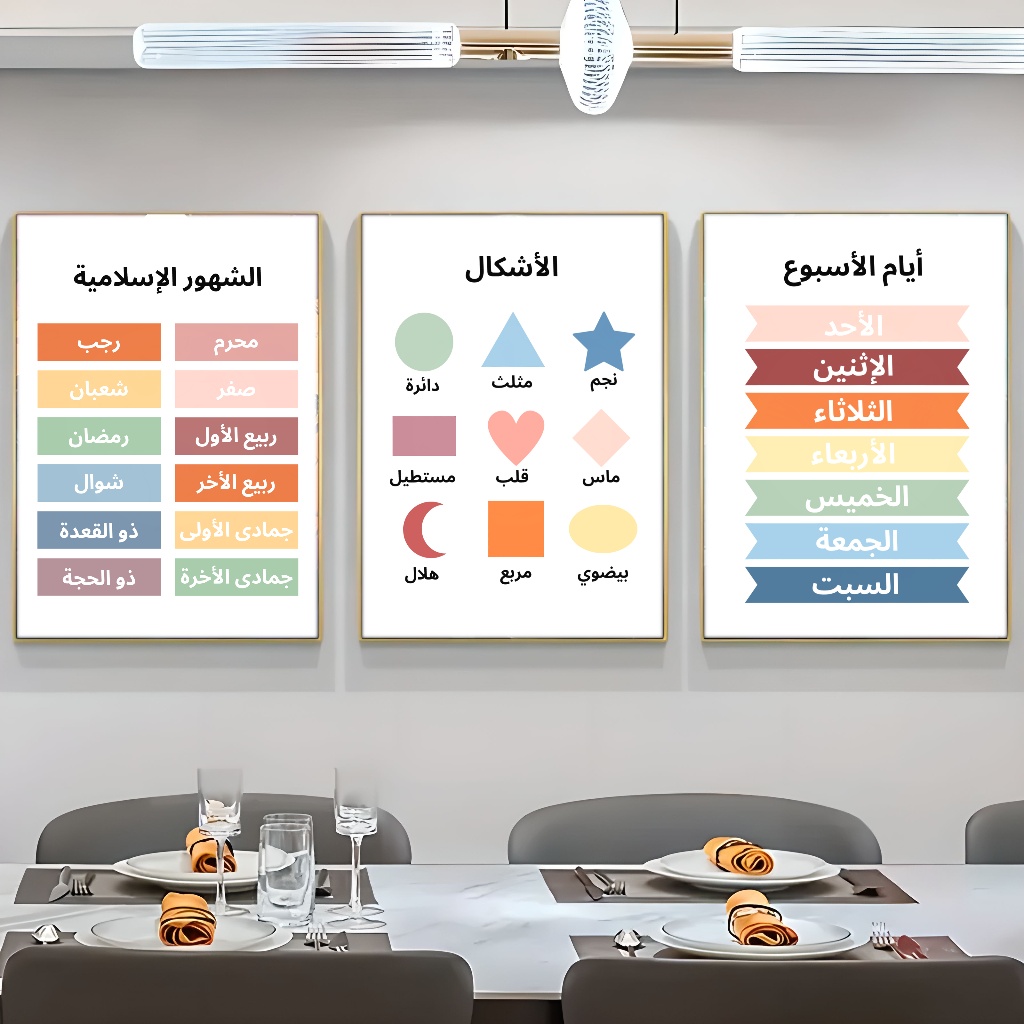 الشهور الإسلامية
محرم
صفر
ربيع الأول
ربيع الأخر
جمادى الأولى
جمادى الأخرة
رجب
شعبان
رمضان
شوال
ذو القعدة
ذو الحجة
الأشكال
نجم
مثلث
دائرة
ماس
قلب
مستطيل
بيضوي
مربع
هلال
أيام الأسبوع
الأحد
الإثنين
الثلاثاء
الأربعاء
الخميس
الجمعة
السبت